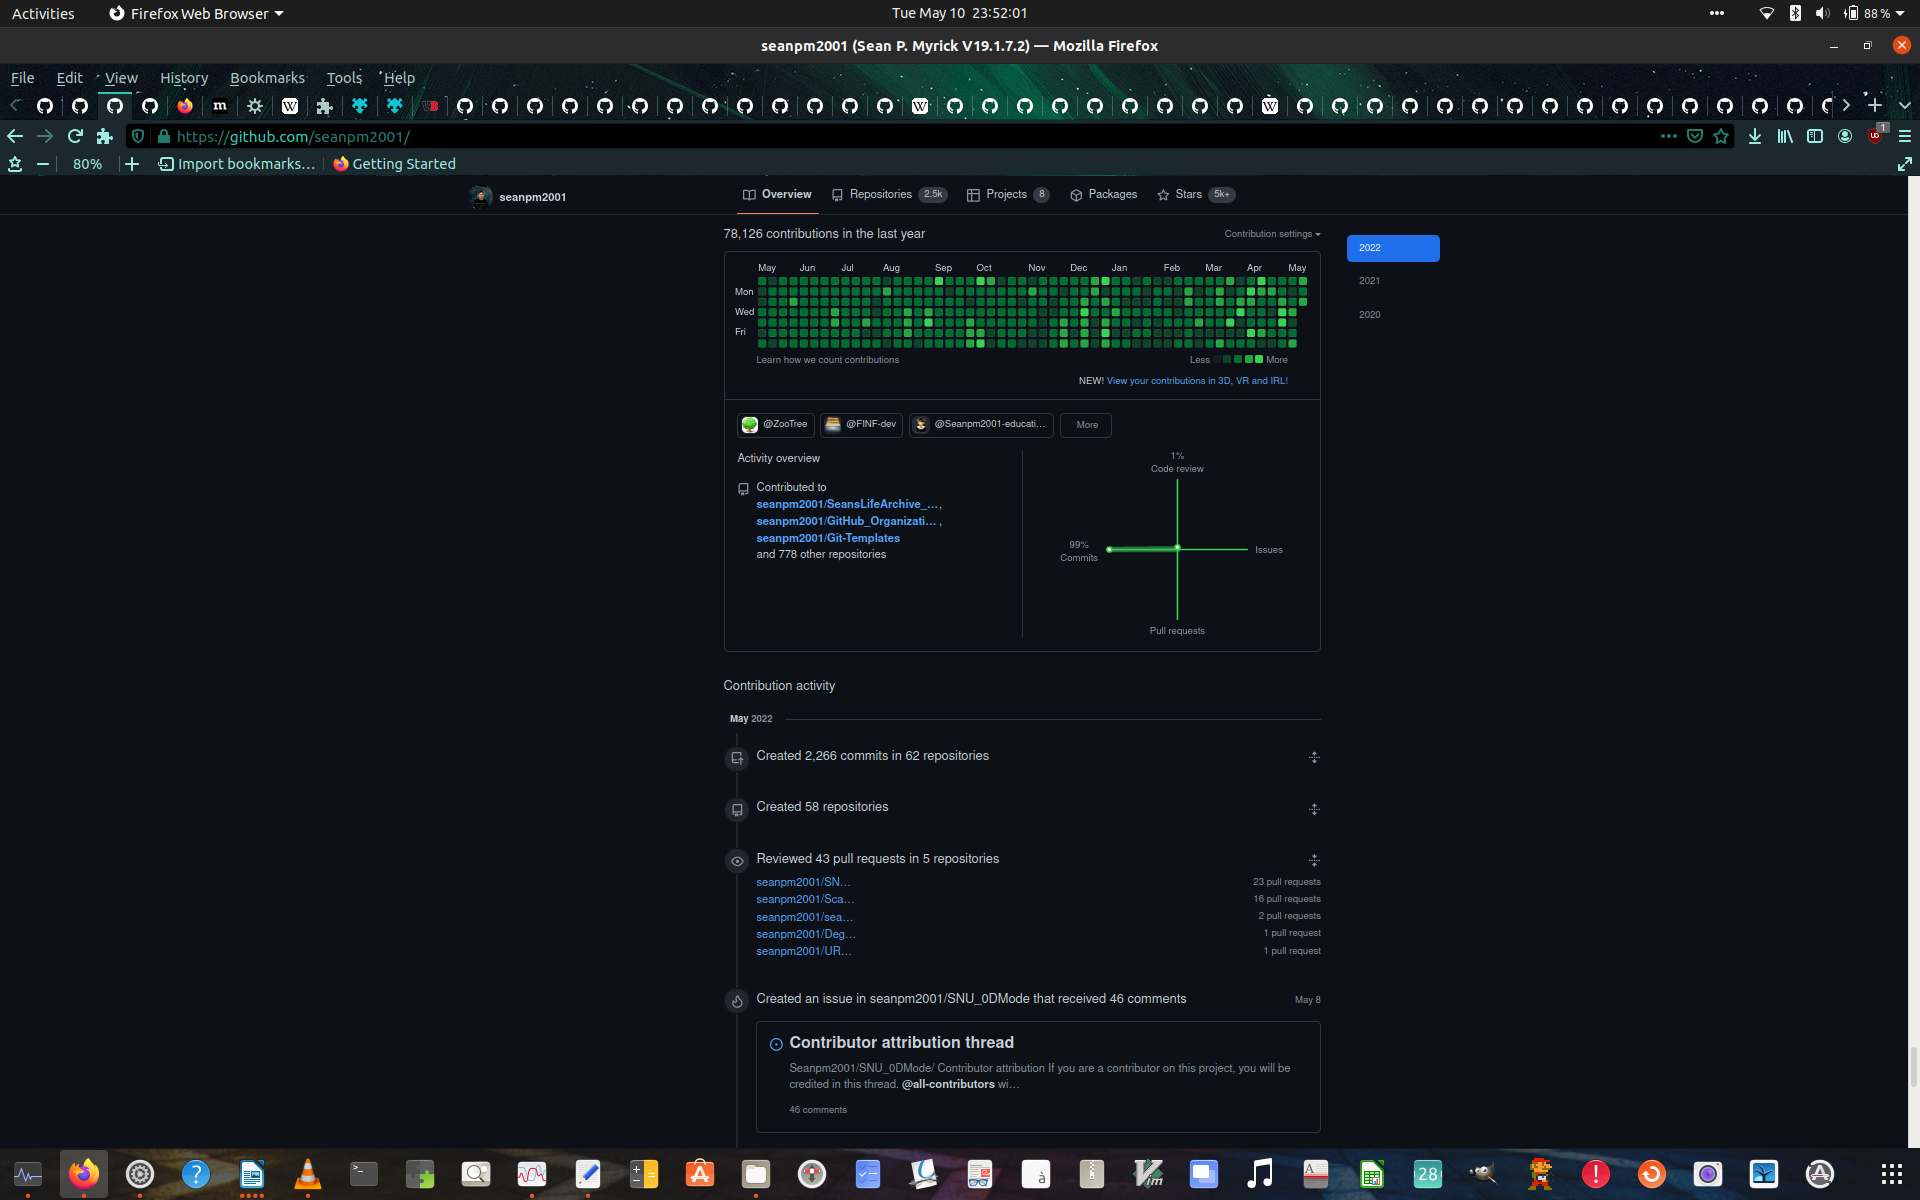 Activities
Firefox Web Browser
Tue May 10 23:52:01
88 %
seanpm2001 (Sean P. Myrick V19.1.7.2) — Mozilla Firefox
File Edit View History Bookmarks Tools Help
https://github.com/seanpm2001/
1
80%
Import bookmarks...
Getting Started
seanpm2001
Overview
Repositories 2.5k
Projects 8
Packages
Stars 5k+
78,126 contributions in the last year
Contribution settings
2022
2021
2020
May Jun Jul Aug Sep Oct Nov Dec Jan Feb Mar Apr May
Mon
Wed
Fri
Learn how we count contributions
Less More
NEW! View your contributions in 3D, VR and IRL!
@ZooTree
@FINF-dev
@Seanpm2001-educati...
More
Activity overview
Contributed to
seanpm2001/SeansLifeArchive_...,
seanpm2001/GitHub_Organizati... ,
seanpm2001/Git-Templates
and 778 other repositories
1%
Code review
99%
Commits
Issues
Pull requests
Contribution activity
May 2022
Created 2,266 commits in 62 repositories
Created 58 repositories
Reviewed 43 pull requests in 5 repositories
seanpm2001/SN... 23 pull requests
seanpm2001/Sca... 16 pull requests
seanpm2001/sea... 2 pull requests
seanpm2001/Deg... 1 pull request
seanpm2001/UR... 1 pull request
Created an issue in seanpm2001/SNU_0DMode that received 46 comments
May 8
Contributor attribution thread
Seanpm2001/SNU_0DMode/ Contributor attribution If you are a contributor on this project, you will be
credited in this thread. @all-contributors wi...
46 comments
28